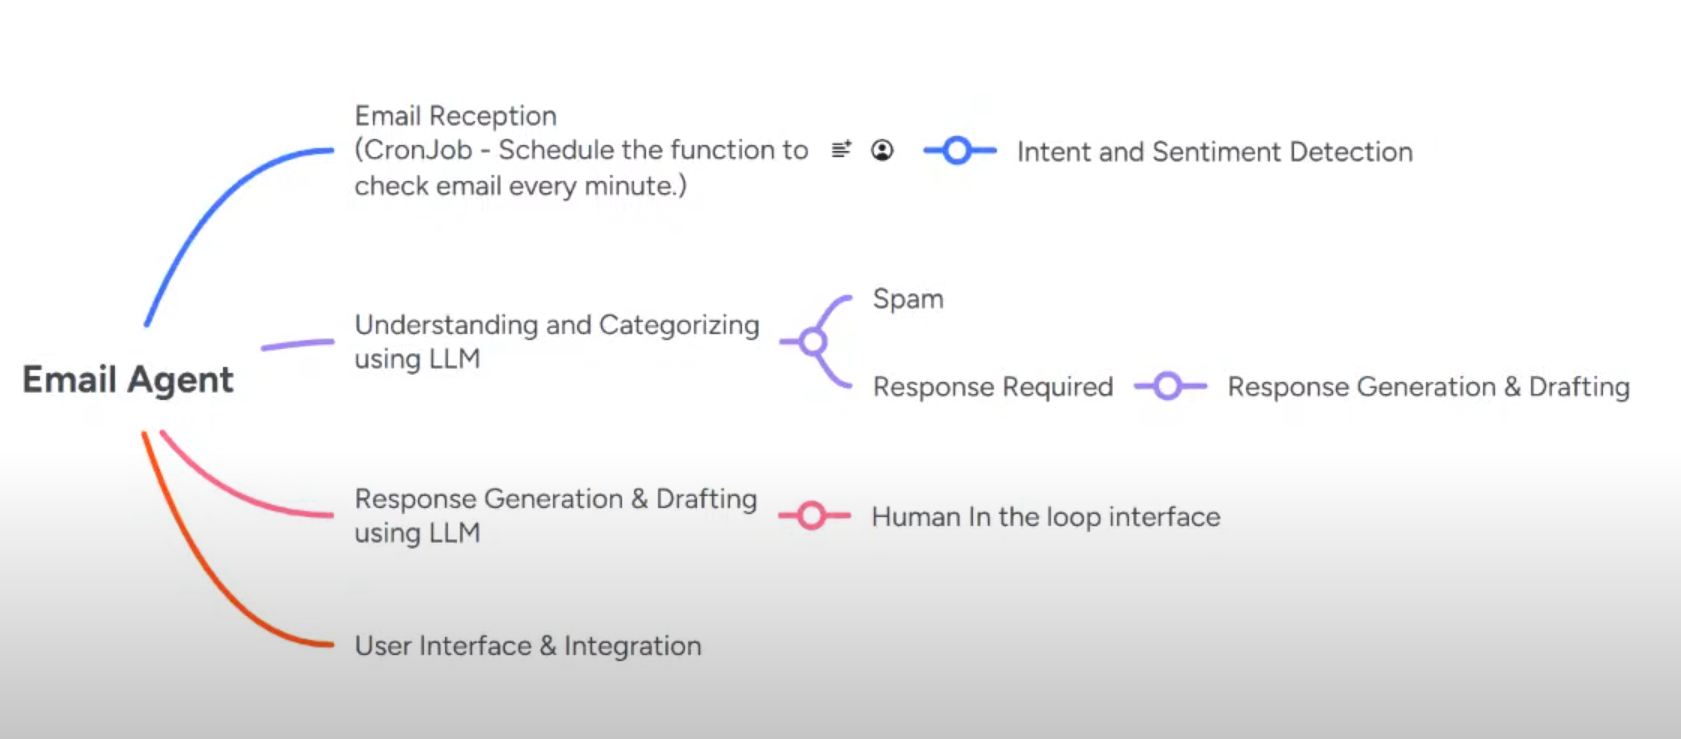 Email Agent
Email Reception
(CronJob - Schedule the function to
check email every minute.)
Intent and Sentiment Detection
Understanding and Categorizing
using LLM
Spam
Response Required
Response Generation & Drafting
Response Generation & Drafting
using LLM
Human In the loop interface
User Interface & Integration